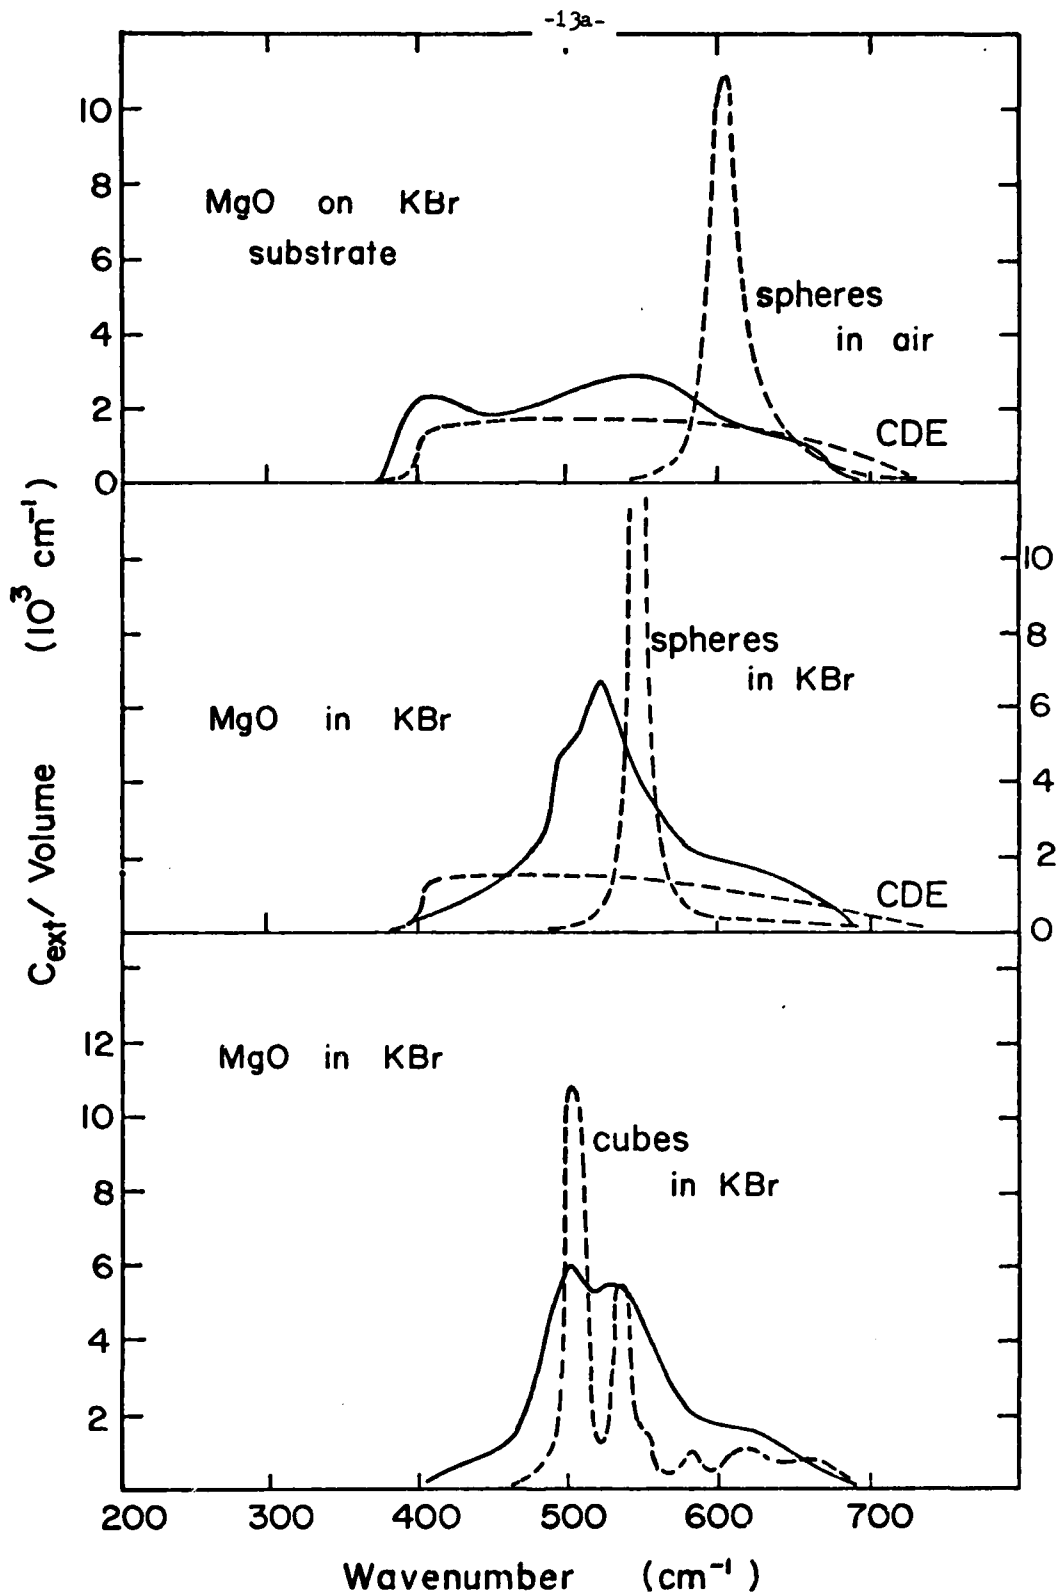 -13a-
10
8
6
4
2
0
MgO on KBr
substrate
spheres
in air
CDE
10
8
6
4
2
0
MgO in KBr
spheres
in KBr
CDE
C_ext/ Volume (10³ cm⁻¹)
12
10
8
6
4
2
MgO in KBr
cubes
in KBr
200 300 400 500 600 700
Wavenumber (cm⁻¹)